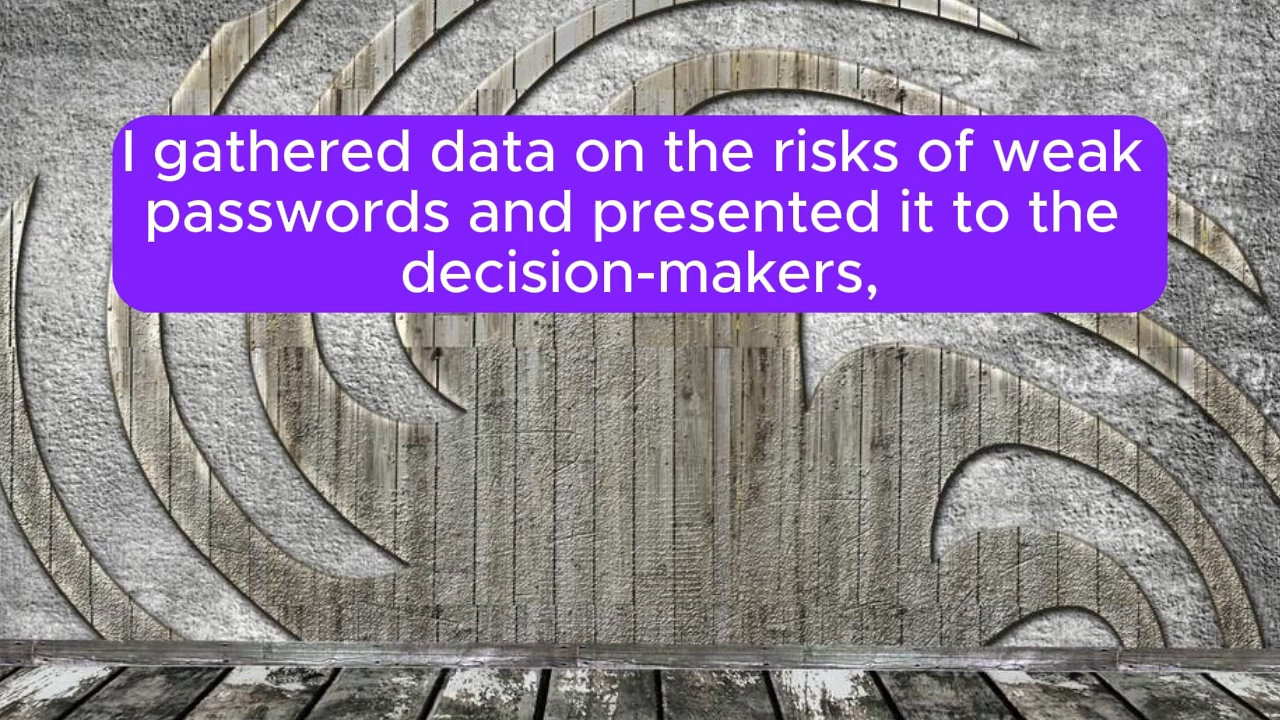 I gathered data on the risks of weak
passwords and presented it to the
decision-makers,